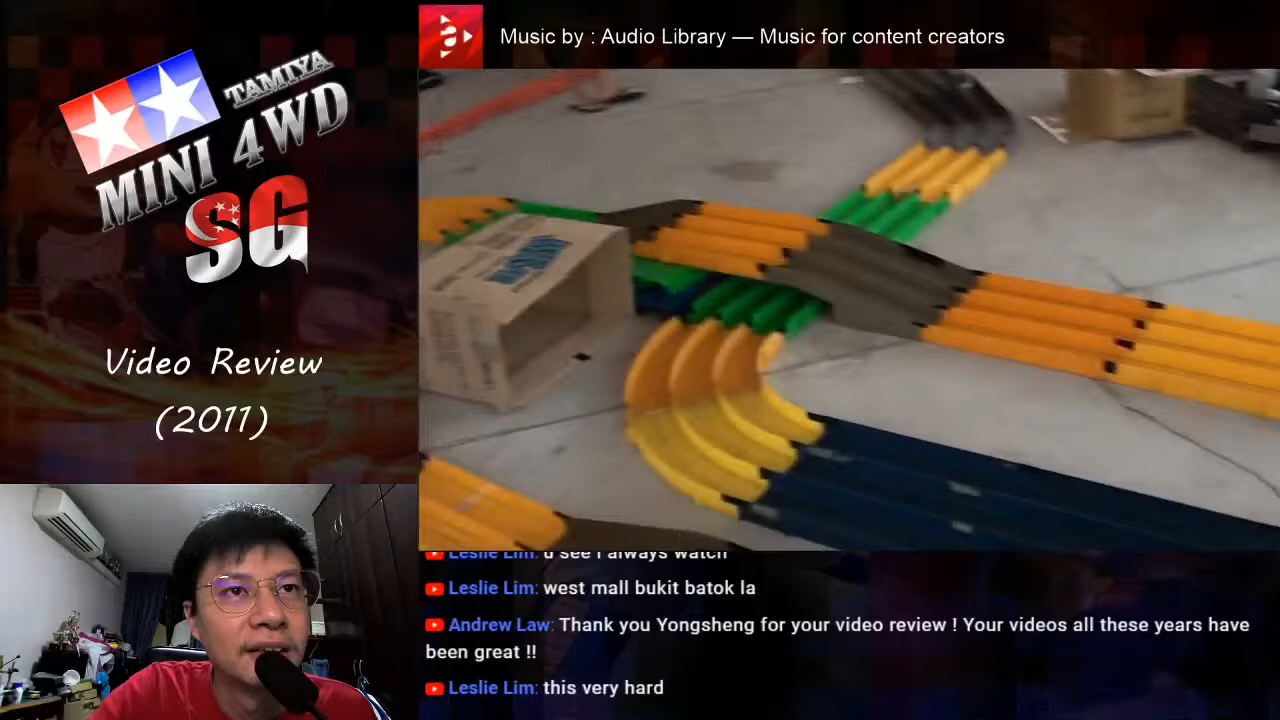 Music by : Audio Library — Music for content creators
TAMIYA
MINI 4WD
SG
Video Review
(2011)
Leslie Lim: u see i always watch
Leslie Lim: west mall bukit batok la
Andrew Law: Thank you Yongsheng for your video review ! Your videos all these years have
been great !!
Leslie Lim: this very hard